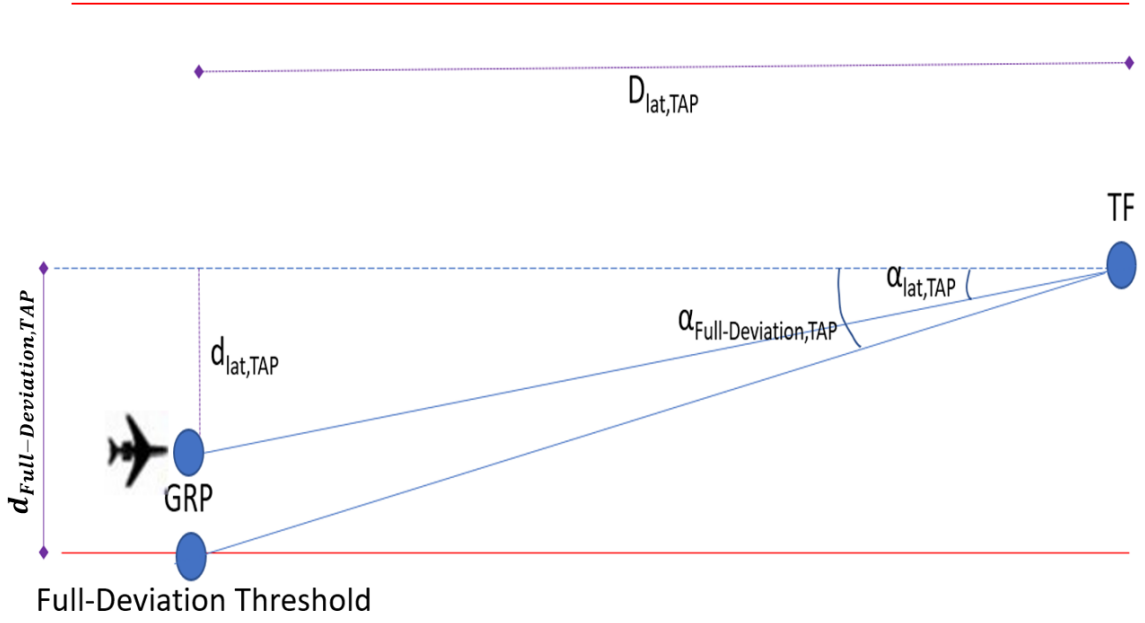 D_lat,TAP
TF
α_lat,TAP
α_Full-Deviation,TAP
d_lat,TAP
d_Full−Deviation,TAP
GRP
Full-Deviation Threshold